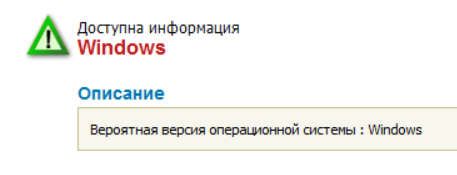 Доступна информация
Windows
Описание
Вероятная версия операционной системы : Windows